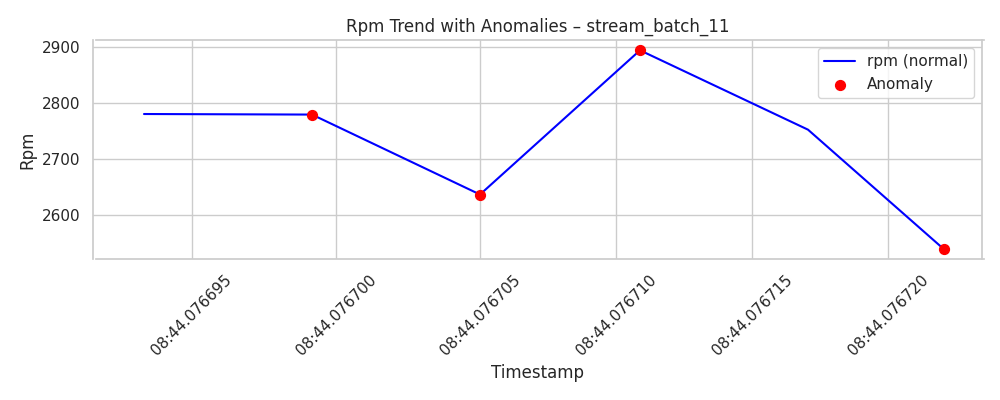 Rpm Trend with Anomalies – stream_batch_11
rpm (normal)
Anomaly
Rpm
2900
2800
2700
2600
08:44.076695
08:44.076700
08:44.076705
08:44.076710
08:44.076715
08:44.076720
Timestamp